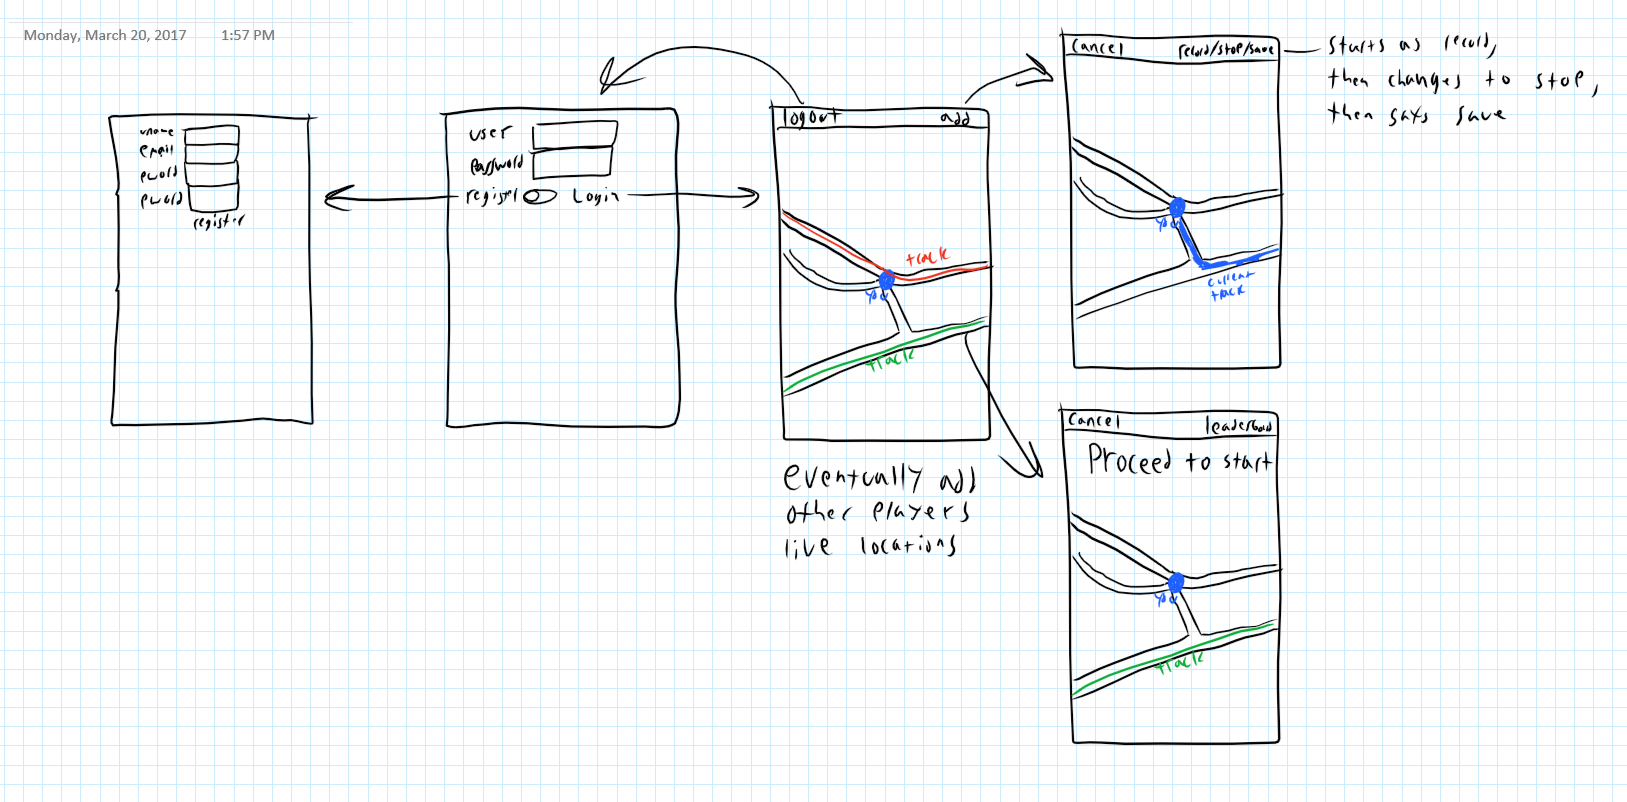 Monday, March 20, 2017 1:57 PM
uname
email
pword
pword
register
user
password
register Login
logout add
track
you
track
eventually add
other players
live locations
Cancel record/stop/save
starts as record,
then changes to stop,
then says save
you
current
track
Cancel leaderboard
Proceed to start
you
track